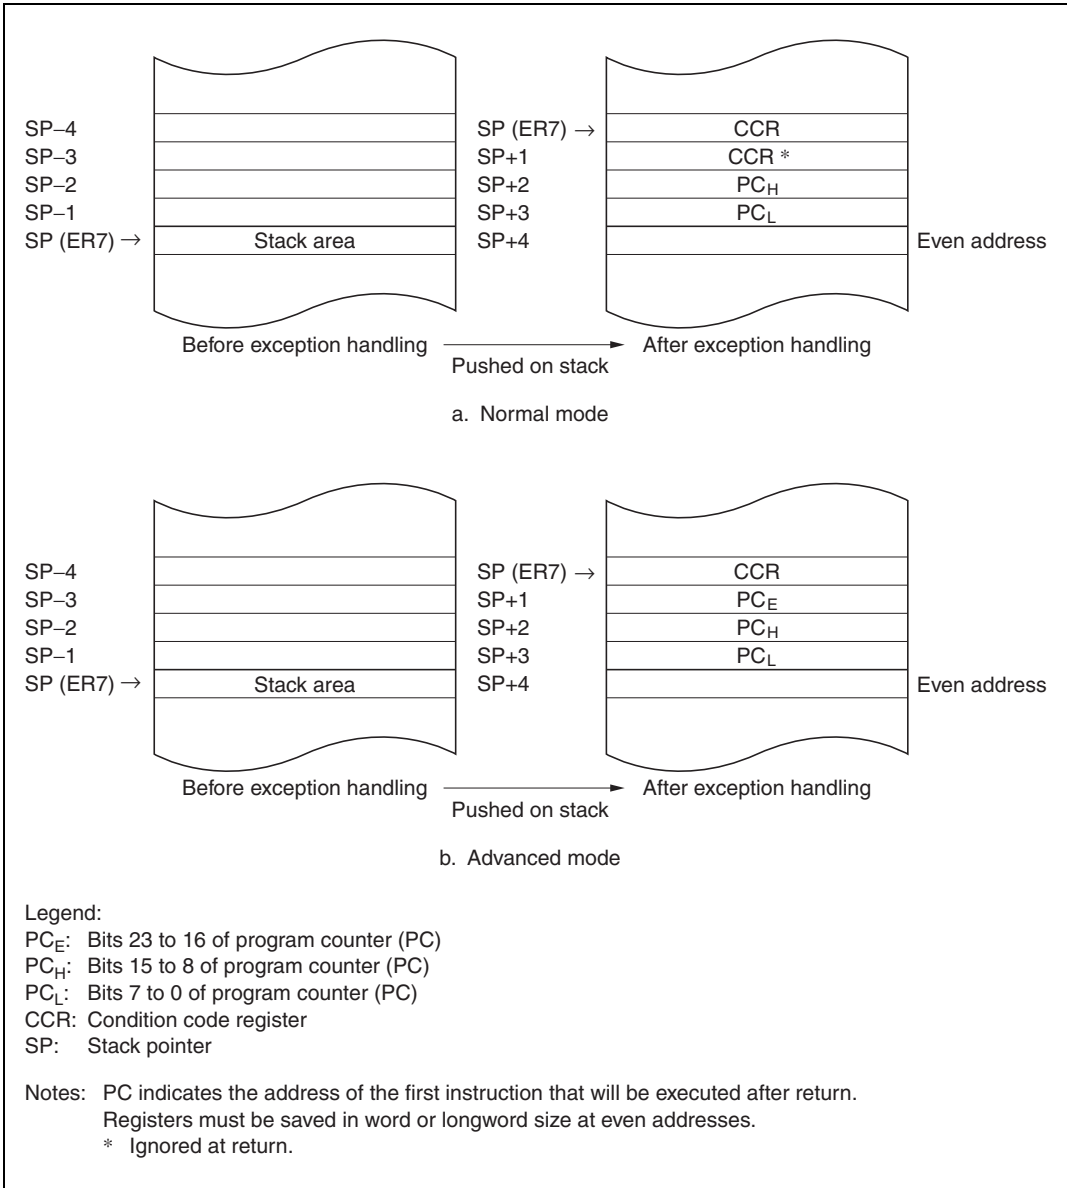 SP–4 SP (ER7) → CCR
SP–3 SP+1 CCR *
SP–2 SP+2 PCH
SP–1 SP+3 PCL
SP (ER7) → Stack area SP+4 Even address
Before exception handling After exception handling
Pushed on stack
a. Normal mode
SP–4 SP (ER7) → CCR
SP–3 SP+1 PCE
SP–2 SP+2 PCH
SP–1 SP+3 PCL
SP (ER7) → Stack area SP+4 Even address
Before exception handling After exception handling
Pushed on stack
b. Advanced mode
Legend:
PCE: Bits 23 to 16 of program counter (PC)
PCH: Bits 15 to 8 of program counter (PC)
PCL: Bits 7 to 0 of program counter (PC)
CCR: Condition code register
SP: Stack pointer
Notes: PC indicates the address of the first instruction that will be executed after return.
Registers must be saved in word or longword size at even addresses.
* Ignored at return.